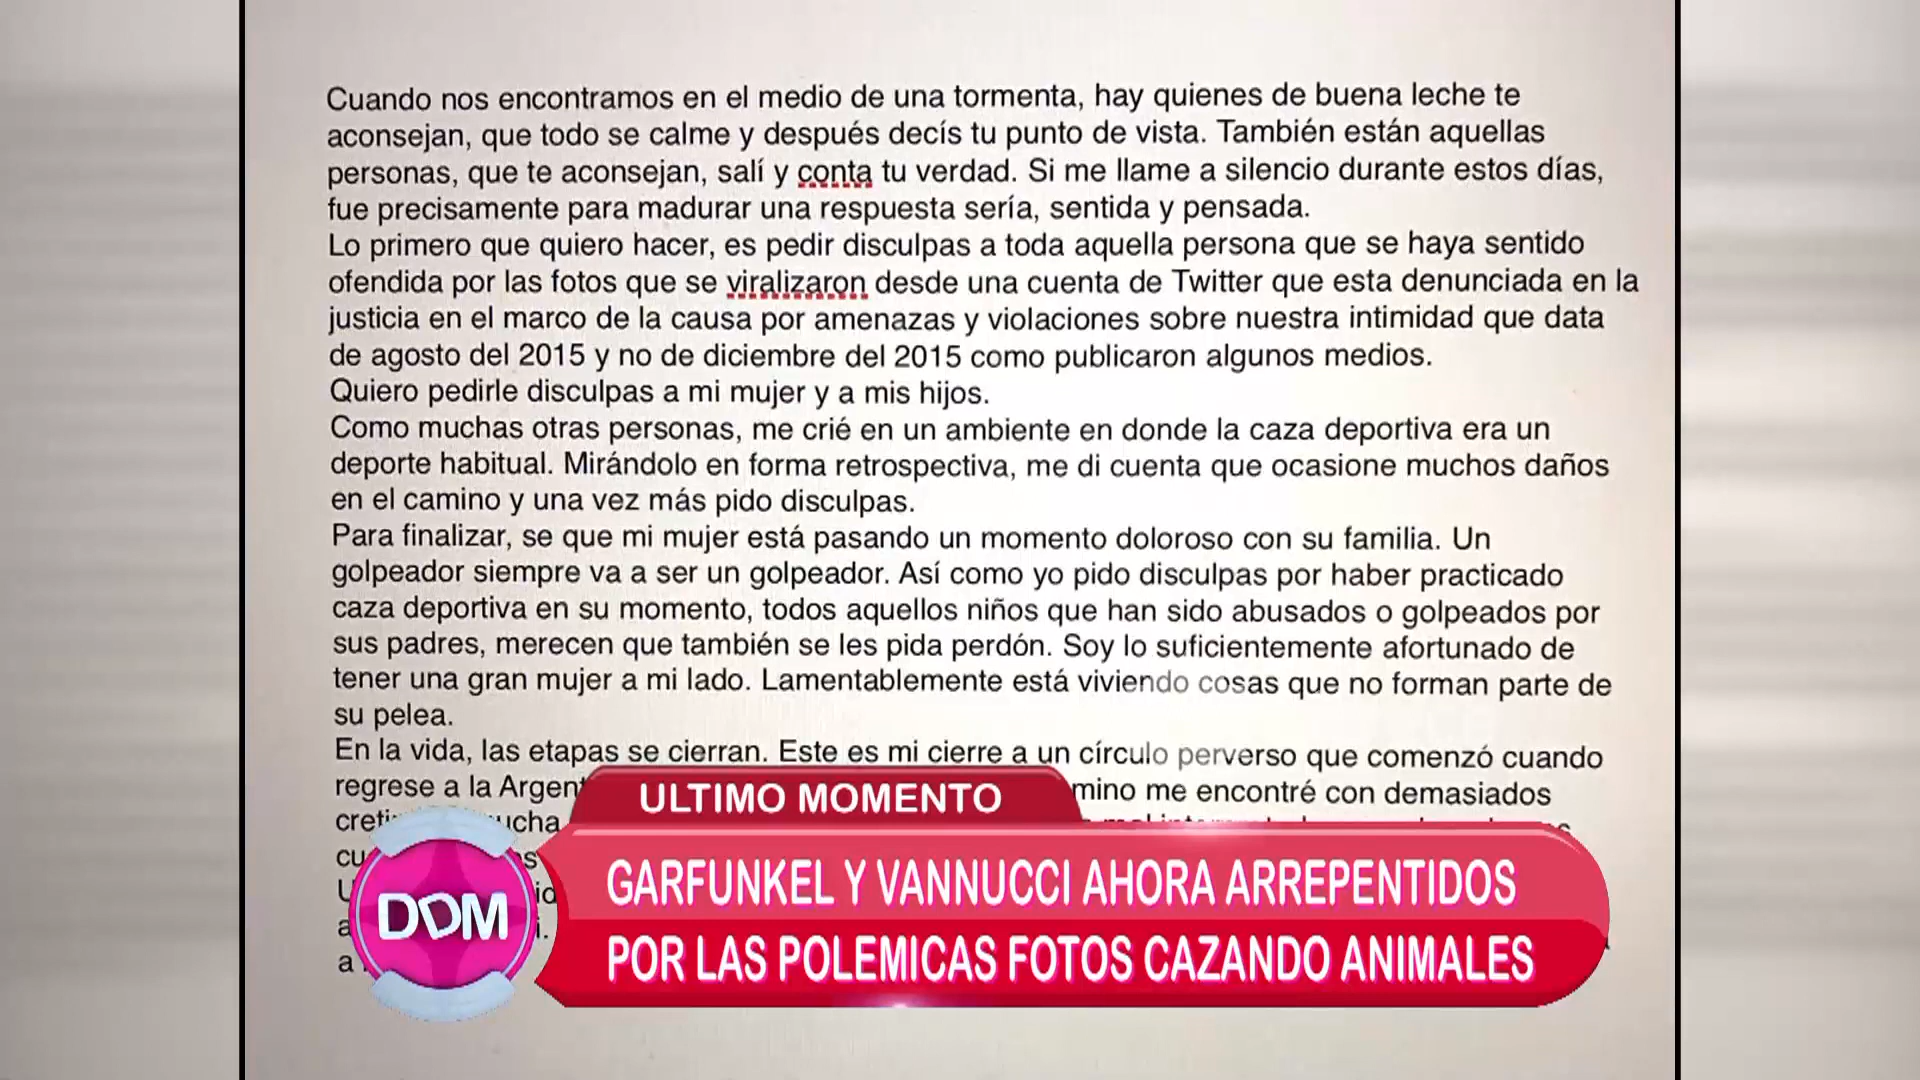 Cuando nos encontramos en el medio de una tormenta, hay quienes de buena leche te
aconsejan, que todo se calme y después decís tu punto de vista. También están aquellas
personas, que te aconsejan, salí y conta tu verdad. Si me llame a silencio durante estos días,
fue precisamente para madurar una respuesta sería, sentida y pensada.
Lo primero que quiero hacer, es pedir disculpas a toda aquella persona que se haya sentido
ofendida por las fotos que se viralizaron desde una cuenta de Twitter que esta denunciada en la
justicia en el marco de la causa por amenazas y violaciones sobre nuestra intimidad que data
de agosto del 2015 y no de diciembre del 2015 como publicaron algunos medios.
Quiero pedirle disculpas a mi mujer y a mis hijos.
Como muchas otras personas, me crié en un ambiente en donde la caza deportiva era un
deporte habitual. Mirándolo en forma retrospectiva, me di cuenta que ocasione muchos daños
en el camino y una vez más pido disculpas.
Para finalizar, se que mi mujer está pasando un momento doloroso con su familia. Un
golpeador siempre va a ser un golpeador. Así como yo pido disculpas por haber practicado
caza deportiva en su momento, todos aquellos niños que han sido abusados o golpeados por
sus padres, merecen que también se les pida perdón. Soy lo suficientemente afortunado de
tener una gran mujer a mi lado. Lamentablemente está viviendo cosas que no forman parte de
su pelea.
En la vida, las etapas se cierran. Este es mi cierre a un círculo perverso que comenzó cuando
regrese a la me encontré con demasiados
ULTIMO MOMENTO
DDM
GARFUNKEL Y VANNUCCI AHORA ARREPENTIDOS
POR LAS POLEMICAS FOTOS CAZANDO ANIMALES